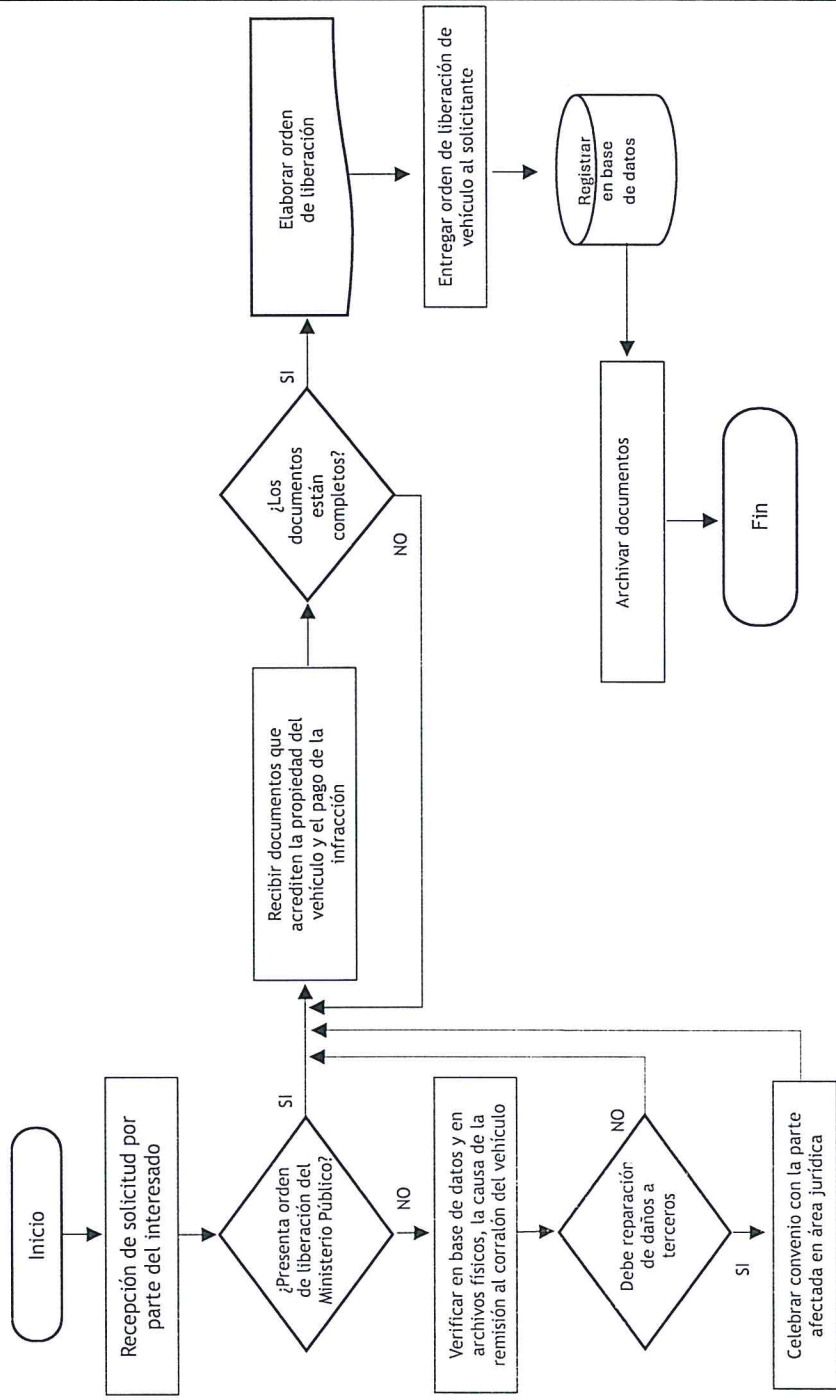 Inicio
Recepción de solicitud por
parte del interesado
¿Presenta orden
de liberación del
Ministerio Público?
SI
NO
Verificar en base de datos y en
archivos físicos, la causa de la
remisión al corralón del vehículo
Debe reparación
de daños a
terceros
NO
SI
Celebrar convenio con la parte
afectada en área jurídica
Recibir documentos que
acrediten la propiedad del
vehículo y el pago de la
infracción
¿Los
documentos
están
completos?
SI
NO
Elaborar orden
de liberación
Entregar orden de liberación de
vehículo al solicitante
Registrar
en base
de datos
Archivar documentos
Fin